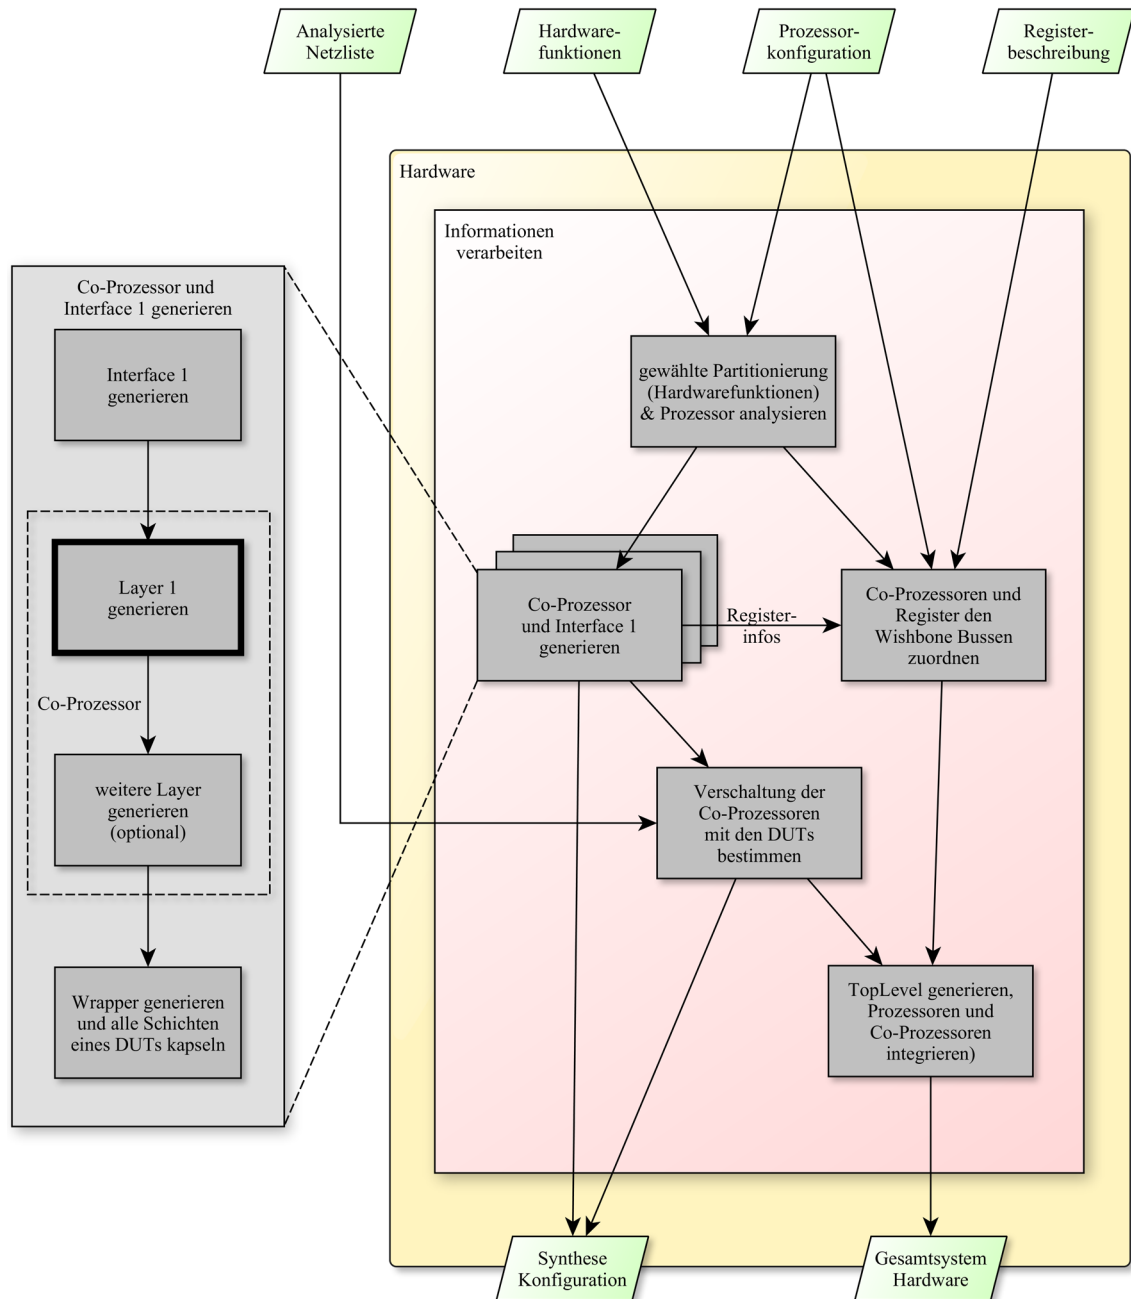 Analysierte
Netzliste
Hardware-
funktionen
Prozessor-
konfiguration
Register-
beschreibung
Hardware
Informationen
verarbeiten
Co-Prozessor und
Interface 1 generieren
Interface 1
generieren
Layer 1
generieren
Co-Prozessor
weitere Layer
generieren
(optional)
Wrapper generieren
und alle Schichten
eines DUTs kapseln
gewählte Partitionierung
(Hardwarefunktionen)
& Prozessor analysieren
Co-Prozessor
und Interface 1
generieren
Register-
infos
Co-Prozessoren und
Register den
Wishbone Bussen
zuordnen
Verschaltung der
Co-Prozessoren
mit den DUTs
bestimmen
TopLevel generieren,
Prozessoren und
Co-Prozessoren
integrieren)
Synthese
Konfiguration
Gesamtsystem
Hardware